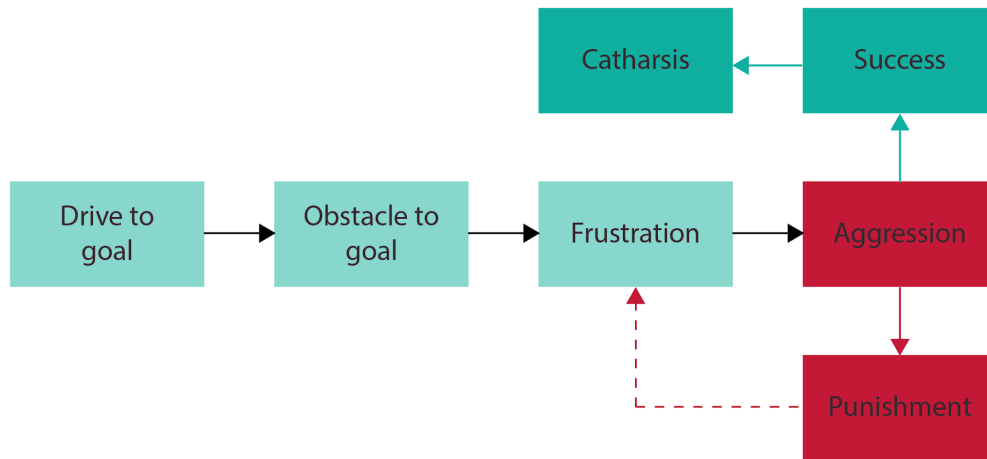 Catharsis
Success
Drive to
goal
Obstacle to
goal
Frustration
Aggression
Punishment